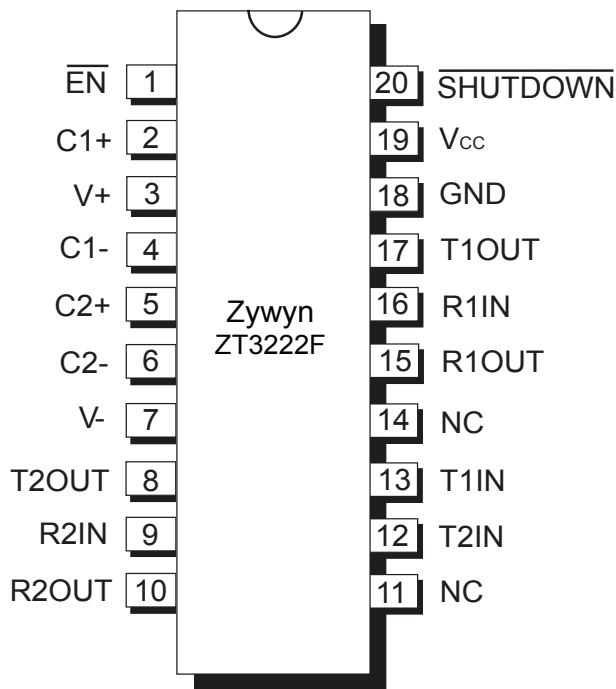 E̅N̅ 1 20 S̅H̅U̅T̅D̅O̅W̅N̅
C1+ 2 19 Vcc
V+ 3 18 GND
C1- 4 17 T1OUT
C2+ 5 16 R1IN
Zywyn
ZT3222F
C2- 6 15 R1OUT
V- 7 14 NC
T2OUT 8 13 T1IN
R2IN 9 12 T2IN
R2OUT 10 11 NC